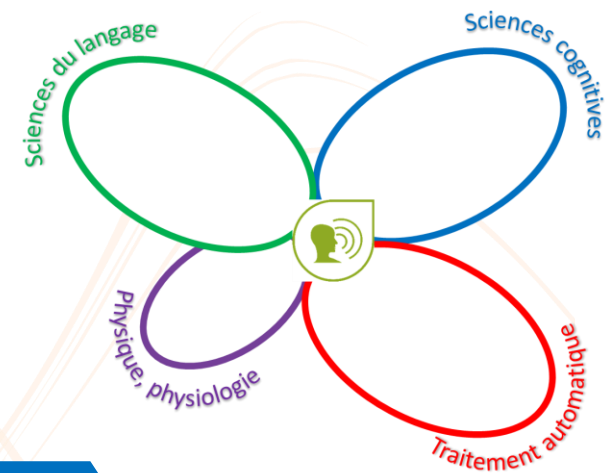 Sciences du langage
Sciences cognitives
Physique, physiologie
Traitement automatique